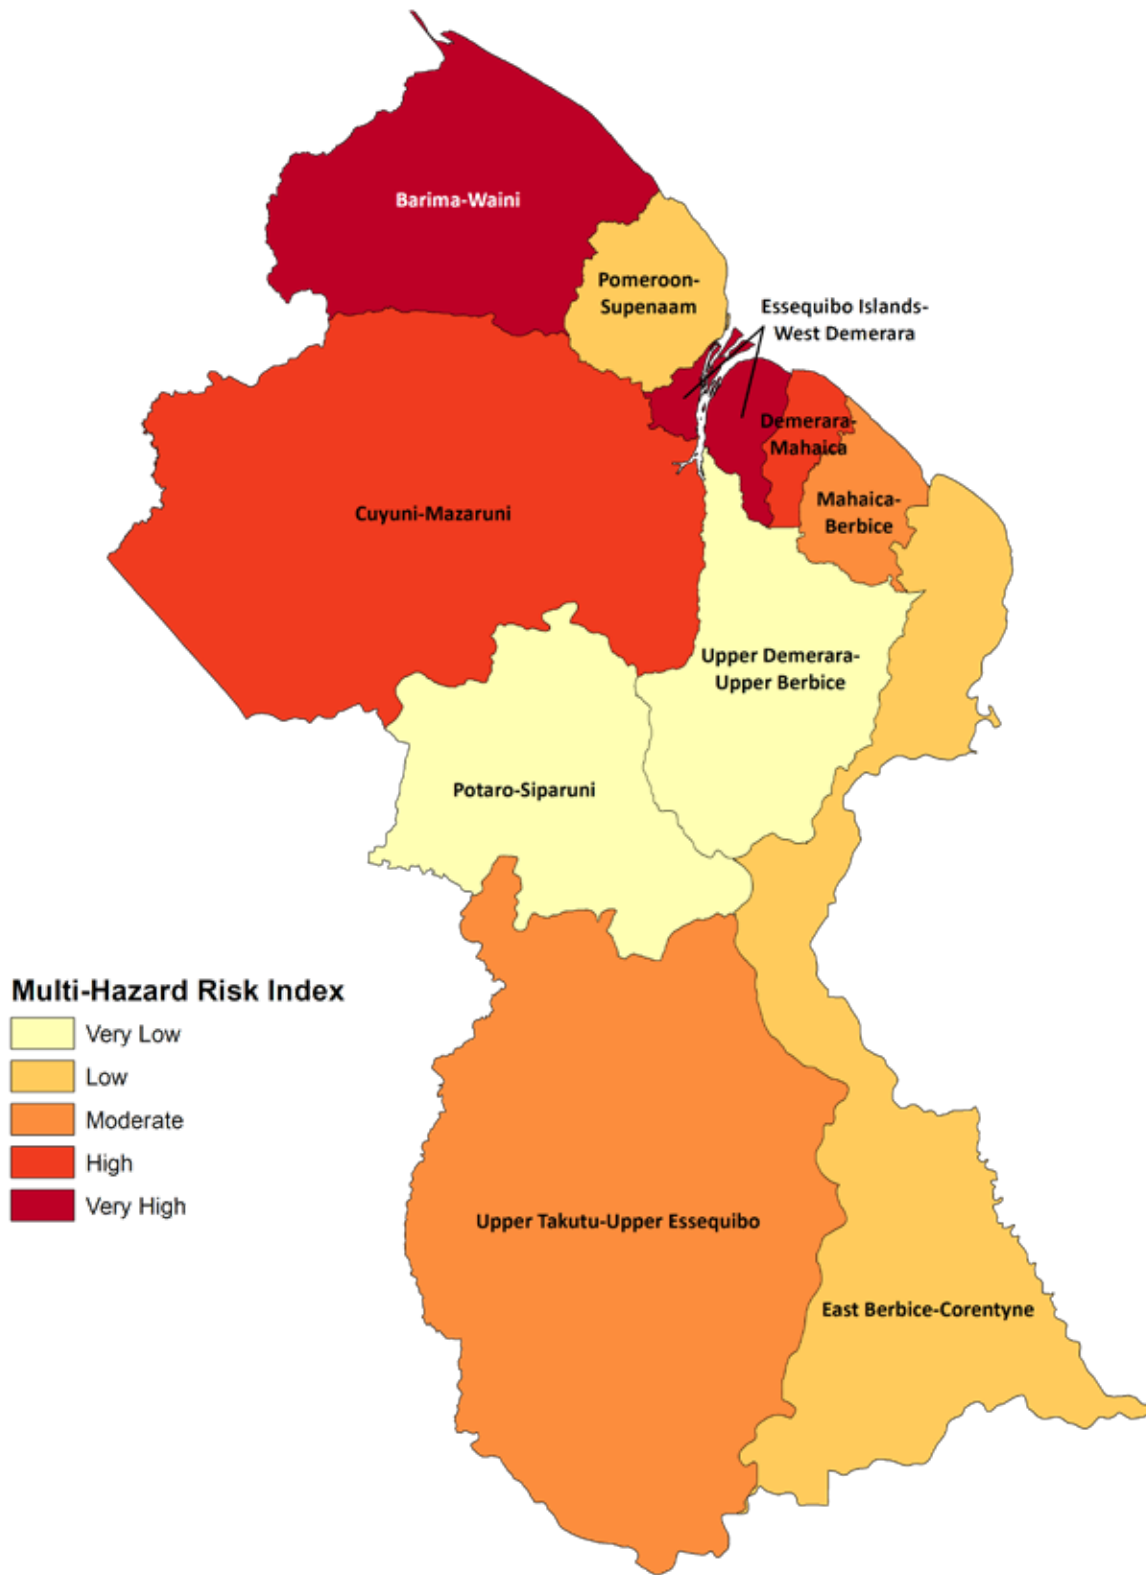 Barima-Waini
Pomeroon-
Supenaam
Essequibo Islands-
West Demerara
Demerara-
Mahaica
Mahaica-
Berbice
Cuyuni-Mazaruni
Upper Demerara-
Upper Berbice
Potaro-Siparuni
Multi-Hazard Risk Index
Very Low
Low
Moderate
High
Very High
Upper Takutu-Upper Essequibo
East Berbice-Corentyne